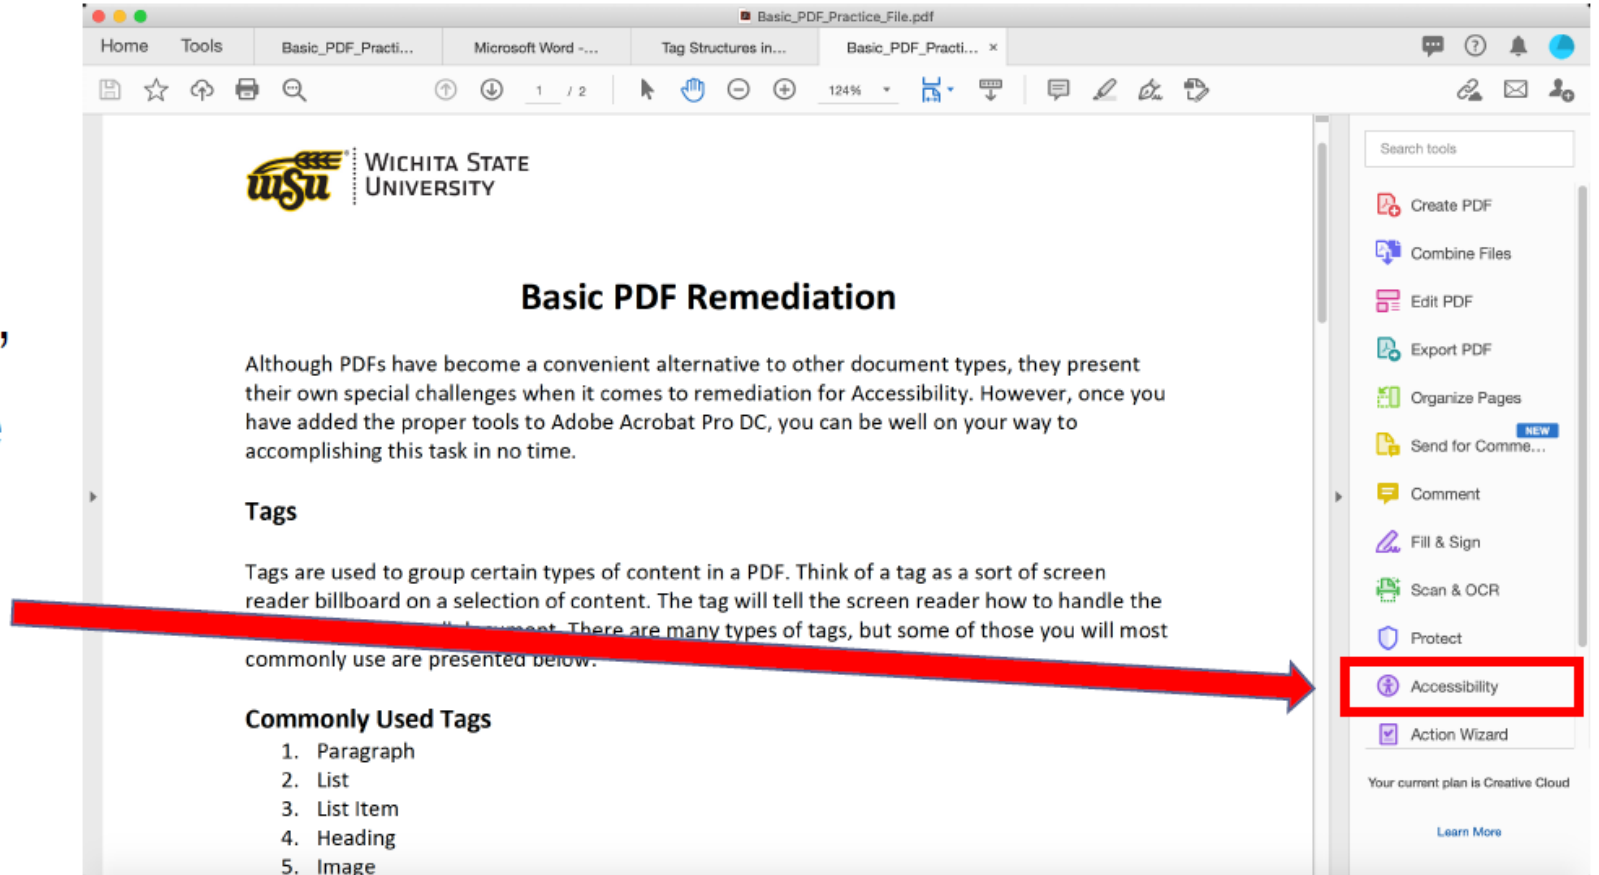 Basic_PDF_Practice_File.pdf
Home Tools Basic_PDF_Practi... Microsoft Word -... Tag Structures in... Basic_PDF_Practi... ×
1 / 2 124%
WICHITA STATE
UNIVERSITY
wsu
Basic PDF Remediation
Although PDFs have become a convenient alternative to other document types, they present
their own special challenges when it comes to remediation for Accessibility. However, once you
have added the proper tools to Adobe Acrobat Pro DC, you can be well on your way to
accomplishing this task in no time.
Tags
Tags are used to group certain types of content in a PDF. Think of a tag as a sort of screen
reader billboard on a selection of content. The tag will tell the screen reader how to handle the
document. There are many types of tags, but some of those you will most
commonly use are presented below.
Commonly Used Tags
1. Paragraph
2. List
3. List Item
4. Heading
5. Image
Search tools
Create PDF
Combine Files
Edit PDF
Export PDF
Organize Pages
NEW
Send for Comme...
Comment
Fill & Sign
Scan & OCR
Protect
Accessibility
Action Wizard
Your current plan is Creative Cloud
Learn More